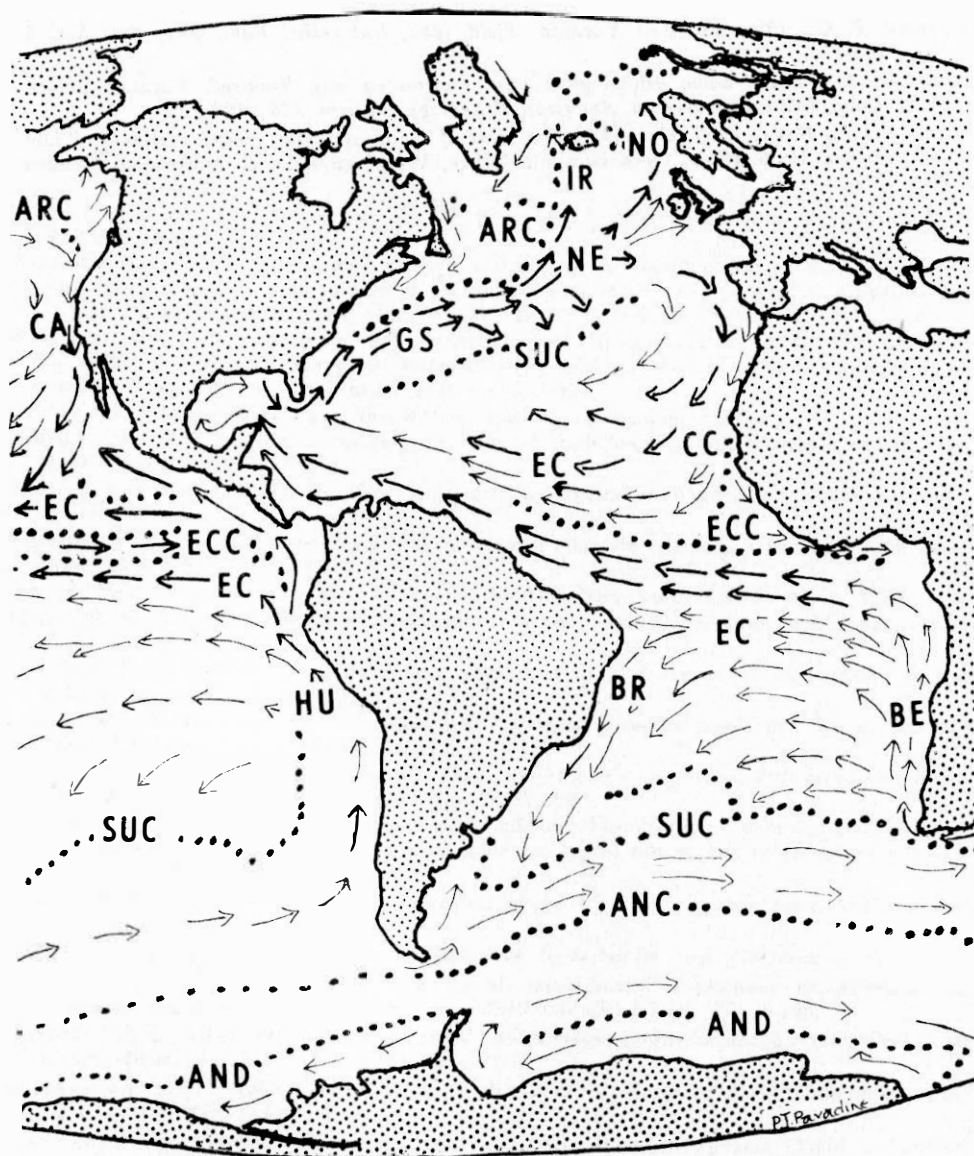 NO
IR
ARC
ARC
NE
CA
GS
SUC
EC
CC
EC
ECC
ECC
EC
EC
HU
BR
BE
SUC
SUC
ANC
AND
AND
P.J. Paradine